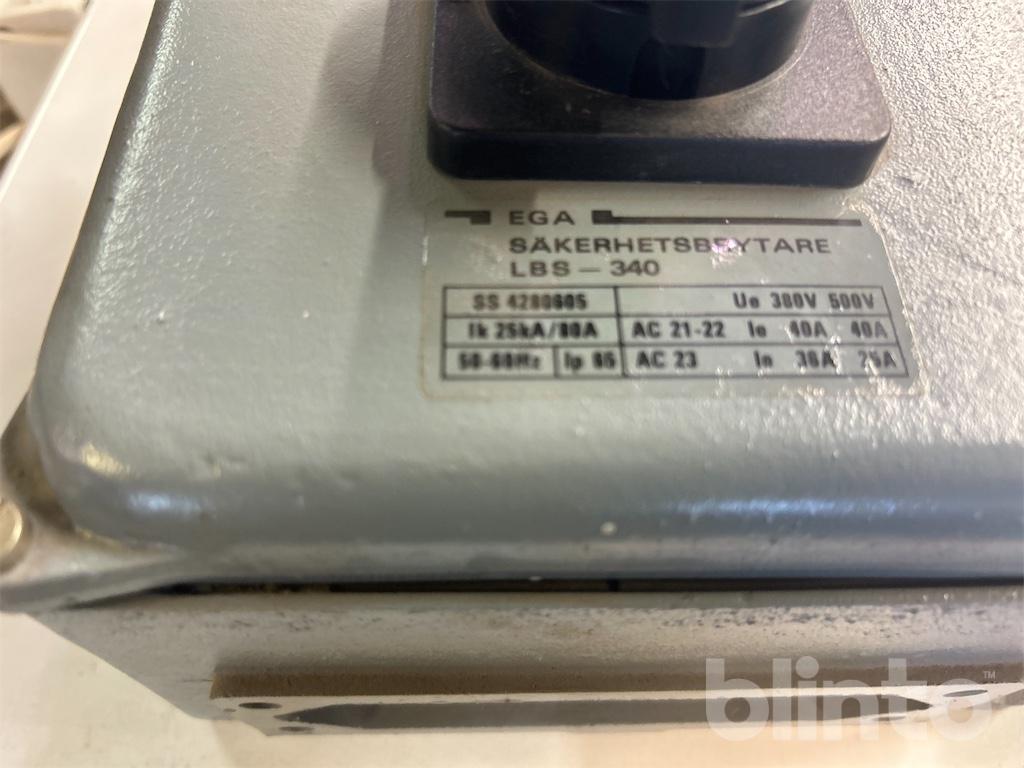 EGA
SÄKERHETSBRYTARE
LBS - 340
SS 4280605 Ue 380V 500V
Ik 25kA/80A AC 21-22 Ie 40A 40A
50-60Hz Ip 65 AC 23 Ie 36A 25A
blinto™